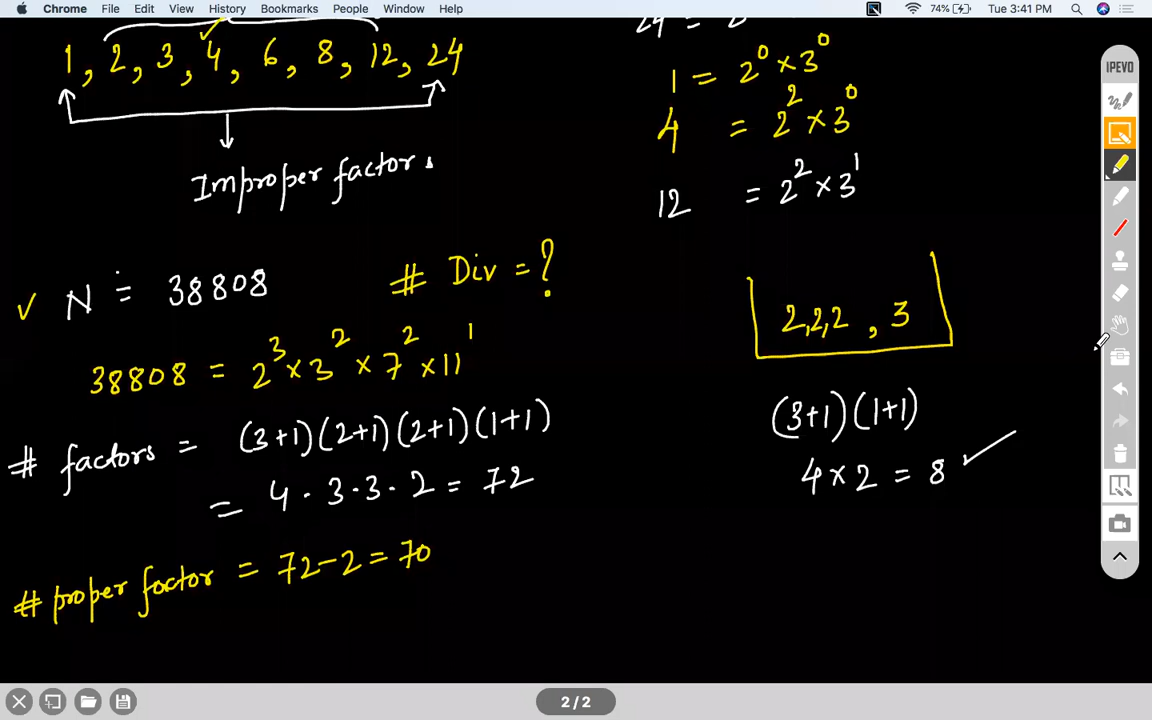 Chrome File Edit View History Bookmarks People Window Help 74% Tue 3:41 PM
1, 2, 3, 4, 6, 8, 12, 24
Improper factors
1 = 2^0 × 3^0
4 = 2^2 × 3^0
12 = 2^2 × 3^1
IPEVO
N = 38808 # Div = ?
38808 = 2^3 × 3^2 × 7^2 × 11^1
# factors = (3+1)(2+1)(2+1)(1+1)
= 4 · 3 · 3 · 2 = 72
# proper factor = 72-2 = 70
2,2,2 , 3
(3+1)(1+1)
4 × 2 = 8
2 / 2